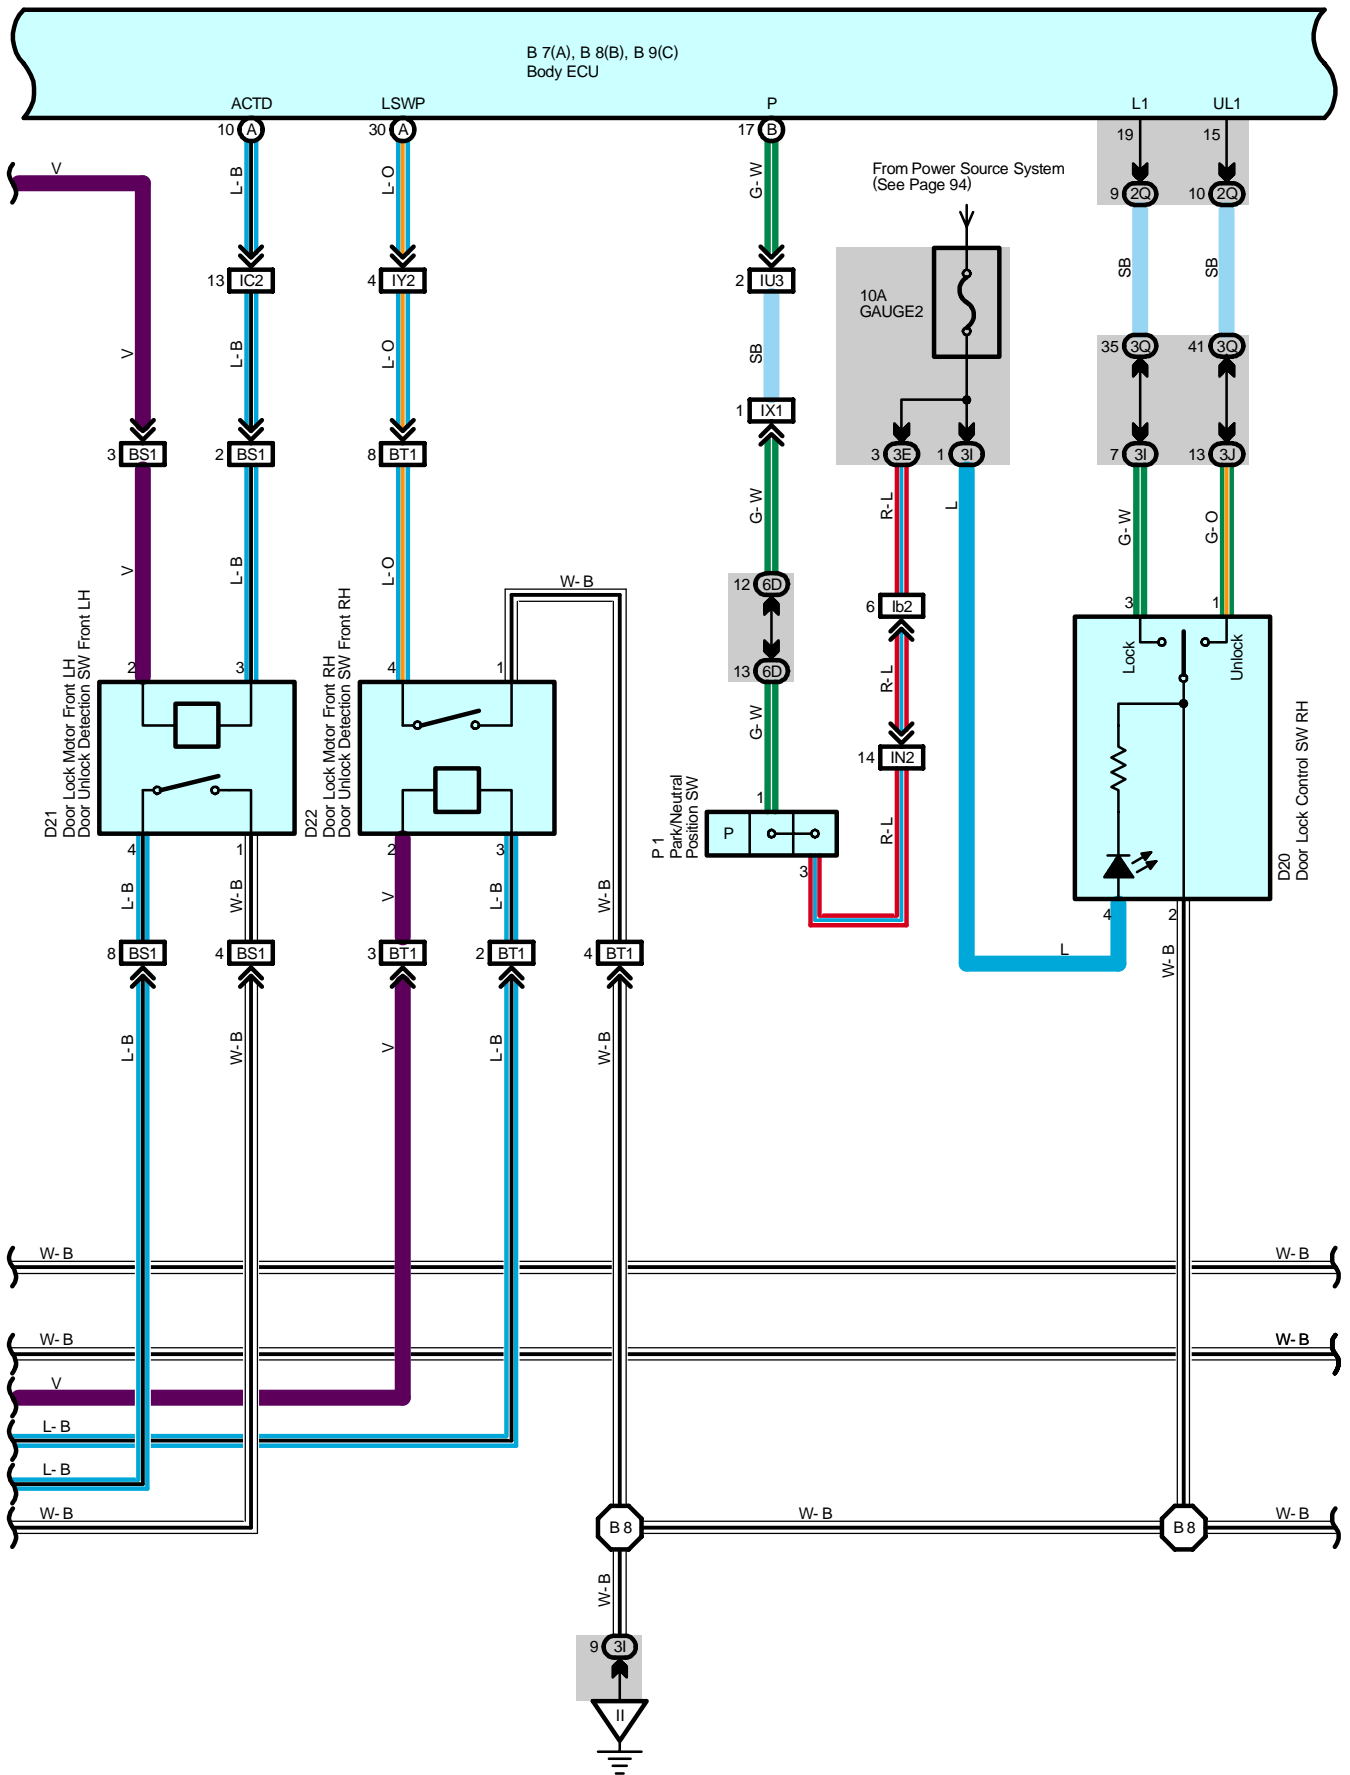 B 7(A), B 8(B), B 9(C)
Body ECU
ACTD
LSWP
P
L1
UL1
10 A
30 A
17 B
19
15
From Power Source System
(See Page 94)
V
L- B
L- O
G- W
9 2Q
10 2Q
13 IC2
4 IY2
2 IU3
10A
GAUGE2
SB
SB
V
L- B
L- O
SB
35 3Q
41 3Q
1 IX1
3 BS1
2 BS1
8 BT1
3 3E
1 3I
7 3I
13 3J
V
L- B
L- O
W- B
G- W
R- L
L
G- W
G- O
12 6D
6 Ib2
13 6D
R- L
G- W
14 IN2
R- L
2
3
4
1
3
1
D21
Door Lock Motor Front LH
Door Unlock Detection SW Front LH
D22
Door Lock Motor Front RH
Door Unlock Detection SW Front RH
Lock
Unlock
D20
Door Lock Control SW RH
1
P
P 1
Park/Neutral
Position SW
3
4
1
2
3
4
2
L- B
W- B
V
L- B
W- B
L
W- B
8 BS1
4 BS1
3 BT1
2 BT1
4 BT1
L- B
W- B
V
L- B
W- B
W- B
W- B
W- B
W- B
V
L- B
L- B
W- B
W- B
W- B
B 8
B 8
W- B
9 3I
II